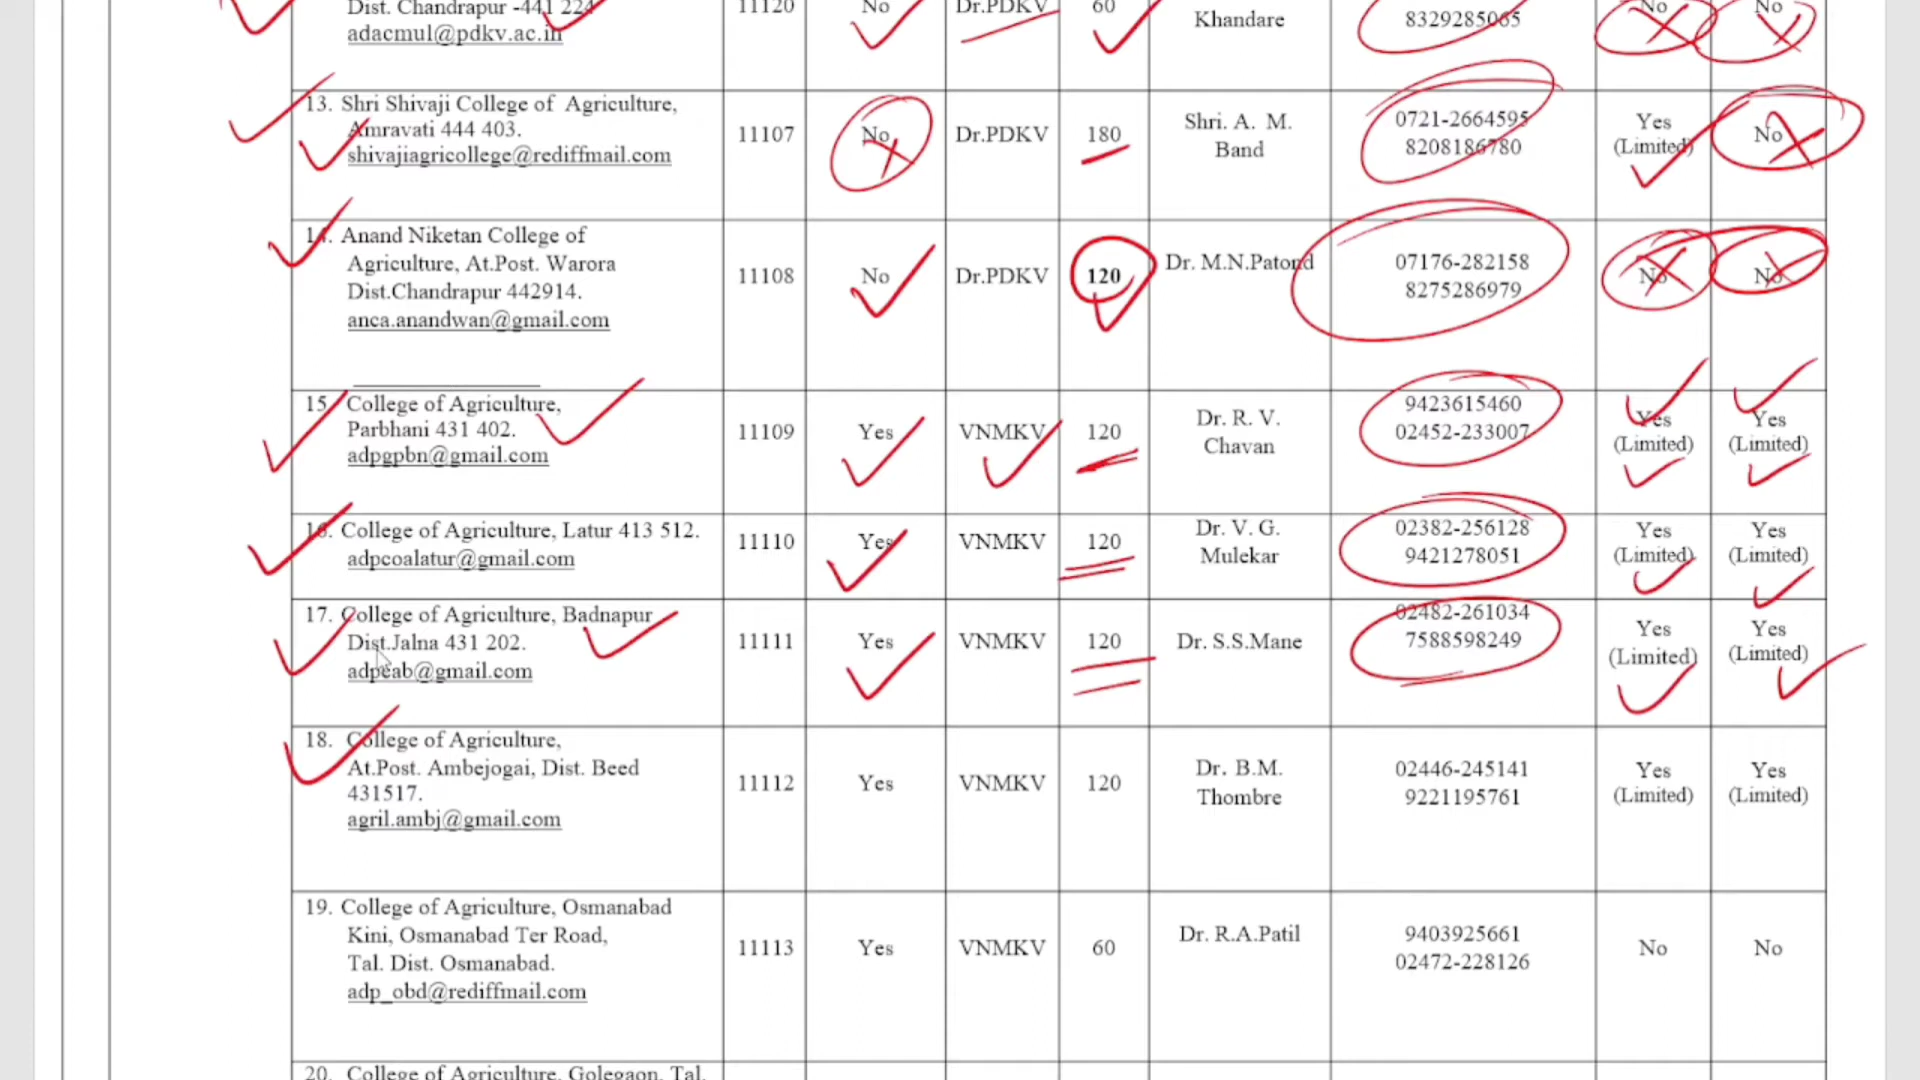 Dist. Chandrapur -441 224
adacmul@pdkv.ac.in
11120
No
Dr.PDKV
60
Khandare
8329285065
No
No
13. Shri Shivaji College of Agriculture,
Amravati 444 403.
shivajiagricollege@rediffmail.com
11107
No
Dr.PDKV
180
Shri. A. M.
Band
0721-2664595
8208186780
Yes
(Limited)
No
14. Anand Niketan College of
Agriculture, At.Post. Warora
Dist.Chandrapur 442914.
anca.anandwan@gmail.com
11108
No
Dr.PDKV
120
Dr. M.N.Patond
07176-282158
8275286979
No
No
15. College of Agriculture,
Parbhani 431 402.
adpgpbn@gmail.com
11109
Yes
VNMKV
120
Dr. R. V.
Chavan
9423615460
02452-233007
Yes
(Limited)
Yes
(Limited)
16. College of Agriculture, Latur 413 512.
adpcoalatur@gmail.com
11110
Yes
VNMKV
120
Dr. V. G.
Mulekar
02382-256128
9421278051
Yes
(Limited)
Yes
(Limited)
17. College of Agriculture, Badnapur
Dist.Jalna 431 202.
adpcab@gmail.com
11111
Yes
VNMKV
120
Dr. S.S.Mane
02482-261034
7588598249
Yes
(Limited)
Yes
(Limited)
18. College of Agriculture,
At.Post. Ambejogai, Dist. Beed
431517.
agril.ambj@gmail.com
11112
Yes
VNMKV
120
Dr. B.M.
Thombre
02446-245141
9221195761
Yes
(Limited)
Yes
(Limited)
19. College of Agriculture, Osmanabad
Kini, Osmanabad Ter Road,
Tal. Dist. Osmanabad.
adp_obd@rediffmail.com
11113
Yes
VNMKV
60
Dr. R.A.Patil
9403925661
02472-228126
No
No
20. College of Agriculture, Golegaon, Tal.